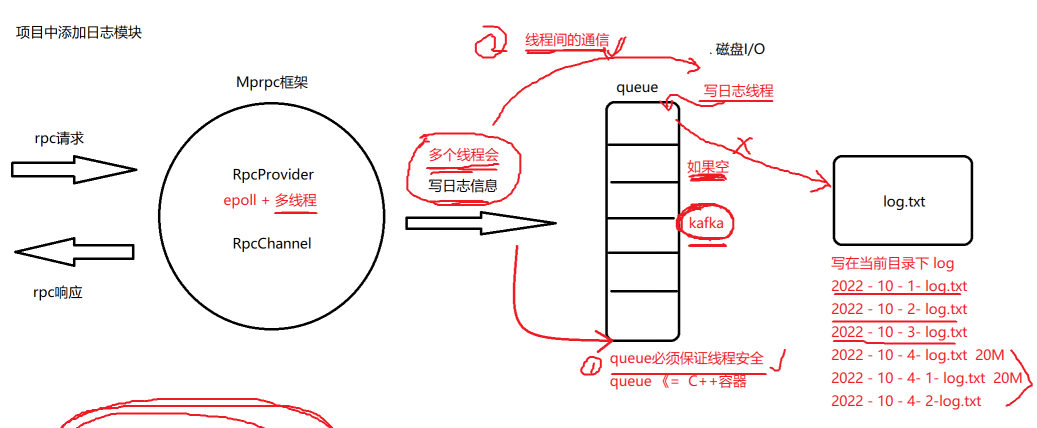 项目中添加日志模块
② 线程间的通信
. 磁盘I/O
Mprpc框架
queue
写日志线程
rpc请求
多个线程会
写日志信息
如果空
RpcProvider
epoll + 多线程
RpcChannel
kafka
log.txt
rpc响应
写在当前目录下 log
2022 - 10 - 1- log.txt
2022 - 10 - 2- log.txt
2022 - 10 - 3- log.txt
2022 - 10 - 4- log.txt 20M
2022 - 10 - 4- 1- log.txt 20M
2022 - 10 - 4- 2-log.txt
① queue必须保证线程安全
queue 《= C++容器